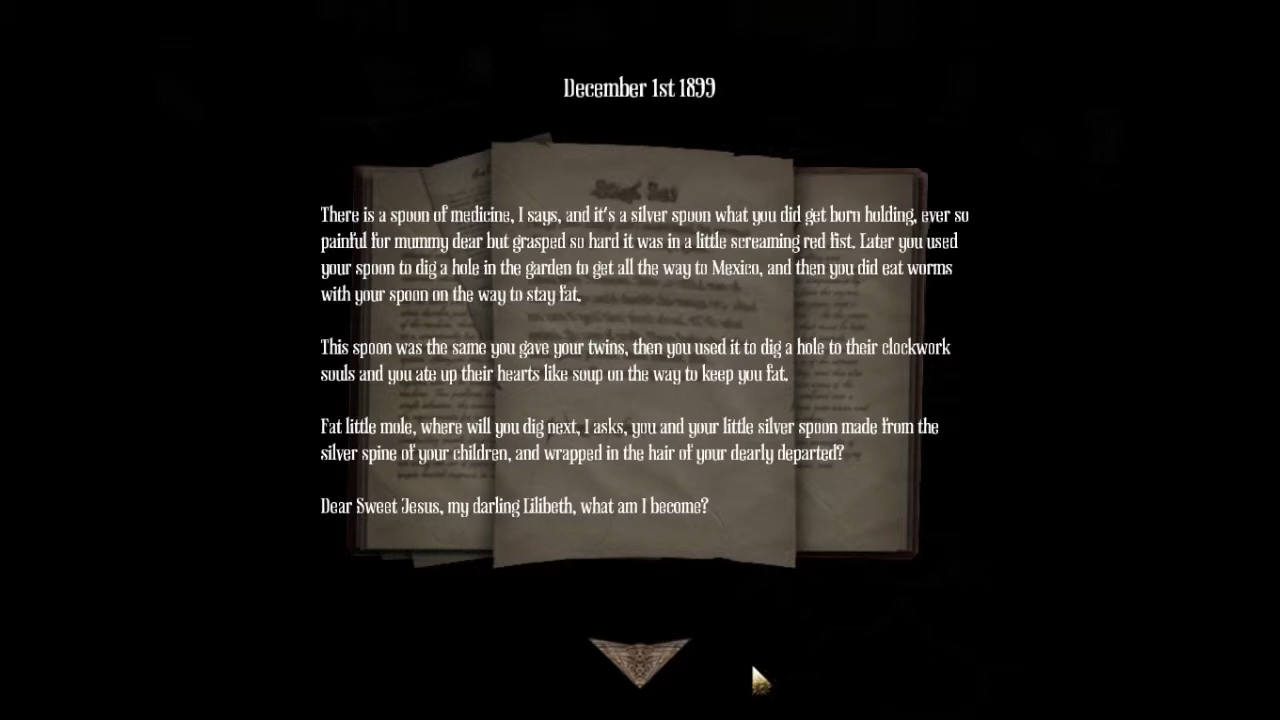 December 1st 1899
There is a spoon of medicine, I says, and it's a silver spoon what you did get born holding, ever so
painful for mummy dear but grasped so hard it was in a little screaming red fist. Later you used
your spoon to dig a hole in the garden to get all the way to Mexico, and then you did eat worms
with your spoon on the way to stay fat.
This spoon was the same you gave your twins, then you used it to dig a hole to their clockwork
souls and you ate up their hearts like soup on the way to keep you fat.
Fat little mole, where will you dig next, I asks, you and your little silver spoon made from the
silver spine of your children, and wrapped in the hair of your dearly departed?
Dear Sweet Jesus, my darling Lilibeth, what am I become?